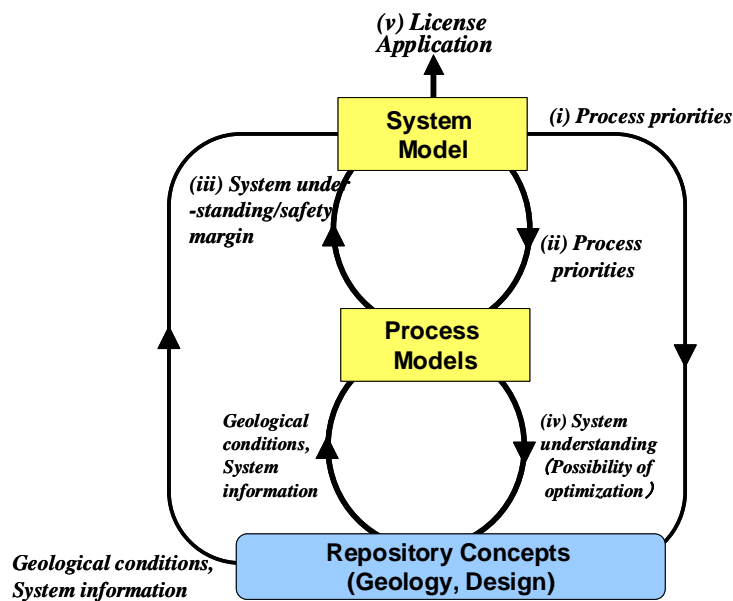 (v) License
Application
System
Model
(i) Process priorities
(iii) System under
-standing/safety
margin
(ii) Process
priorities
Process
Models
Geological
conditions,
System
information
(iv) System
understanding
(Possibility of
optimization)
Repository Concepts
(Geology, Design)
Geological conditions,
System information